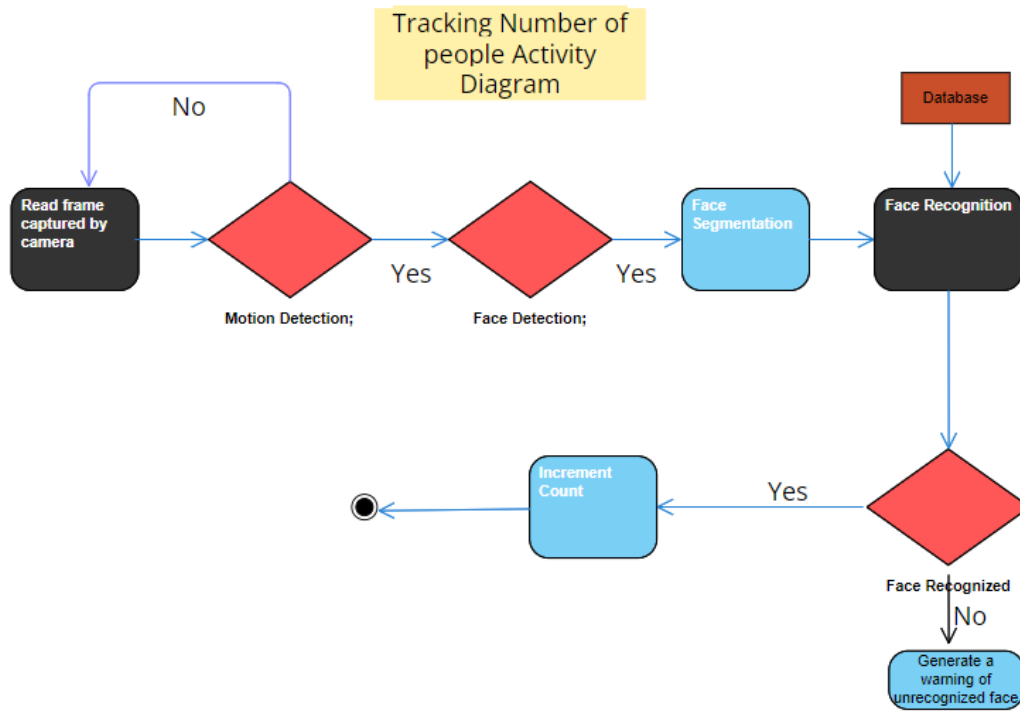 Tracking Number of
people Activity
Diagram
No
Database
Read frame
captured by
camera
Face
Segmentation
Face Recognition
Yes
Yes
Motion Detection;
Face Detection;
Increment
Count
Yes
Face Recognized
No
Generate a
warning of
unrecognized face